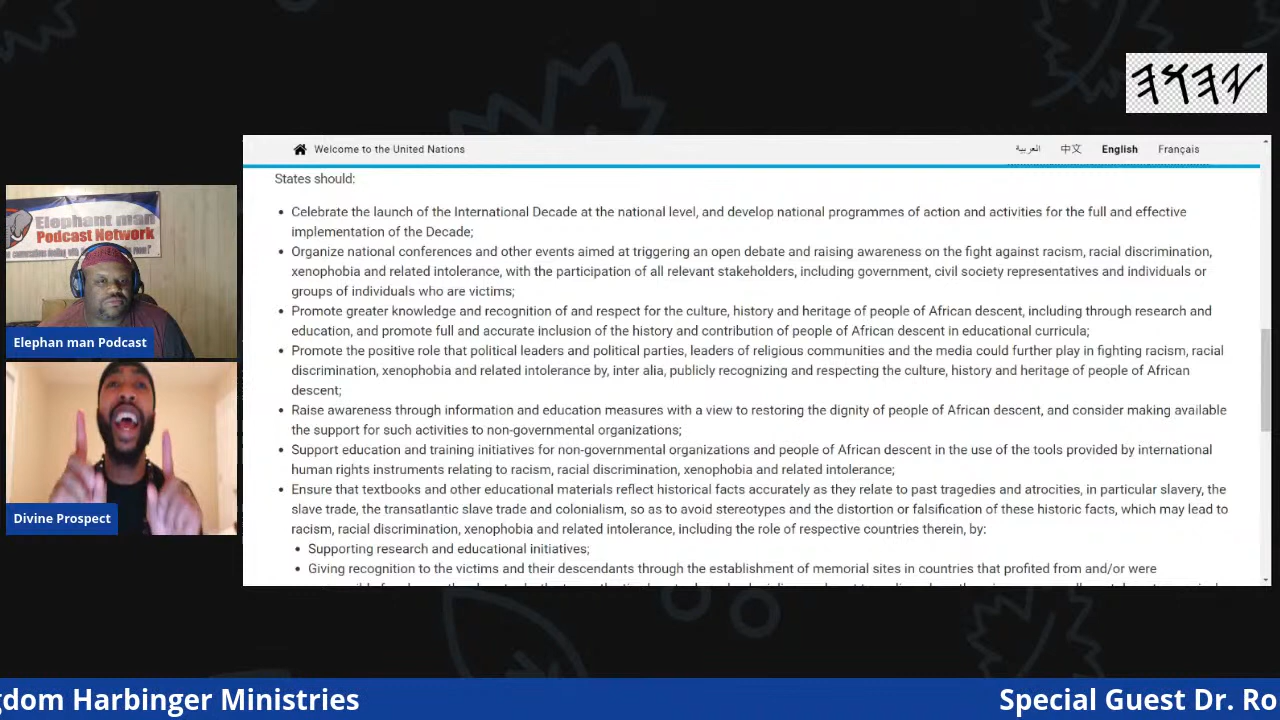 𐤉𐤄𐤅𐤄
Welcome to the United Nations
العربية
中文
English
Français
States should:
• Celebrate the launch of the International Decade at the national level, and develop national programmes of action and activities for the full and effective
implementation of the Decade;
• Organize national conferences and other events aimed at triggering an open debate and raising awareness on the fight against racism, racial discrimination,
xenophobia and related intolerance, with the participation of all relevant stakeholders, including government, civil society representatives and individuals or
groups of individuals who are victims;
• Promote greater knowledge and recognition of and respect for the culture, history and heritage of people of African descent, including through research and
education, and promote full and accurate inclusion of the history and contribution of people of African descent in educational curricula;
• Promote the positive role that political leaders and political parties, leaders of religious communities and the media could further play in fighting racism, racial
discrimination, xenophobia and related intolerance by, inter alia, publicly recognizing and respecting the culture, history and heritage of people of African
descent;
• Raise awareness through information and education measures with a view to restoring the dignity of people of African descent, and consider making available
the support for such activities to non-governmental organizations;
• Support education and training initiatives for non-governmental organizations and people of African descent in the use of the tools provided by international
human rights instruments relating to racism, racial discrimination, xenophobia and related intolerance;
• Ensure that textbooks and other educational materials reflect historical facts accurately as they relate to past tragedies and atrocities, in particular slavery, the
slave trade, the transatlantic slave trade and colonialism, so as to avoid stereotypes and the distortion or falsification of these historic facts, which may lead to
racism, racial discrimination, xenophobia and related intolerance, including the role of respective countries therein, by:
• Supporting research and educational initiatives;
• Giving recognition to the victims and their descendants through the establishment of memorial sites in countries that profited from and/or were
Elephant man
Podcast Network
Elephan man Podcast
Divine Prospect
gdom Harbinger Ministries
Special Guest Dr. Ro